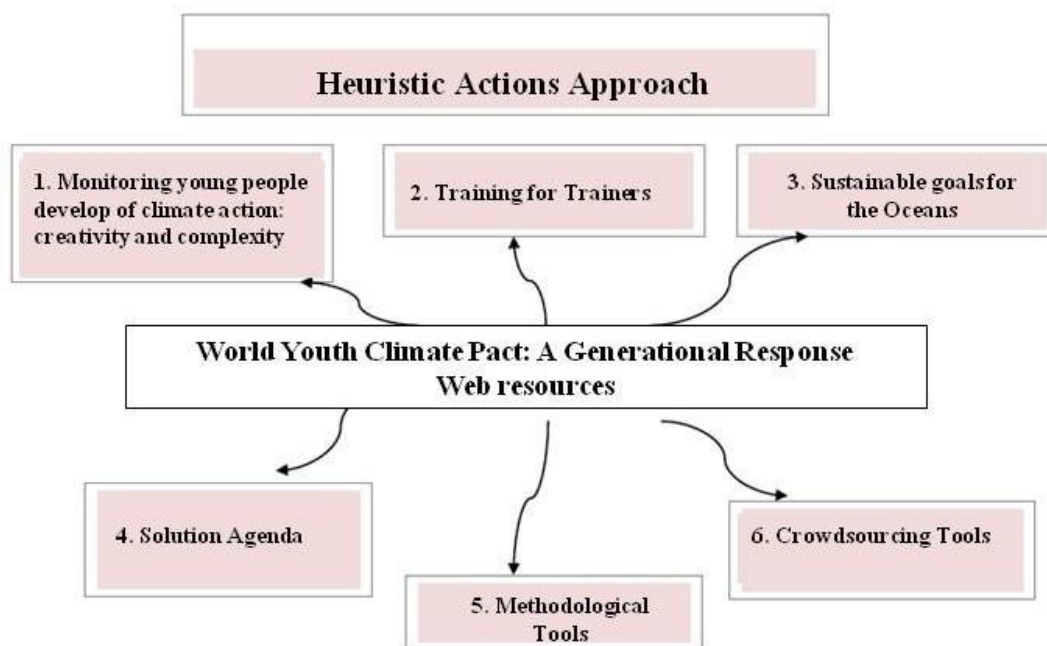 Heuristic Actions Approach
1. Monitoring young people
develop of climate action:
creativity and complexity
2. Training for Trainers
3. Sustainable goals for
the Oceans
World Youth Climate Pact: A Generational Response
Web resources
4. Solution Agenda
5. Methodological
Tools
6. Crowdsourcing Tools